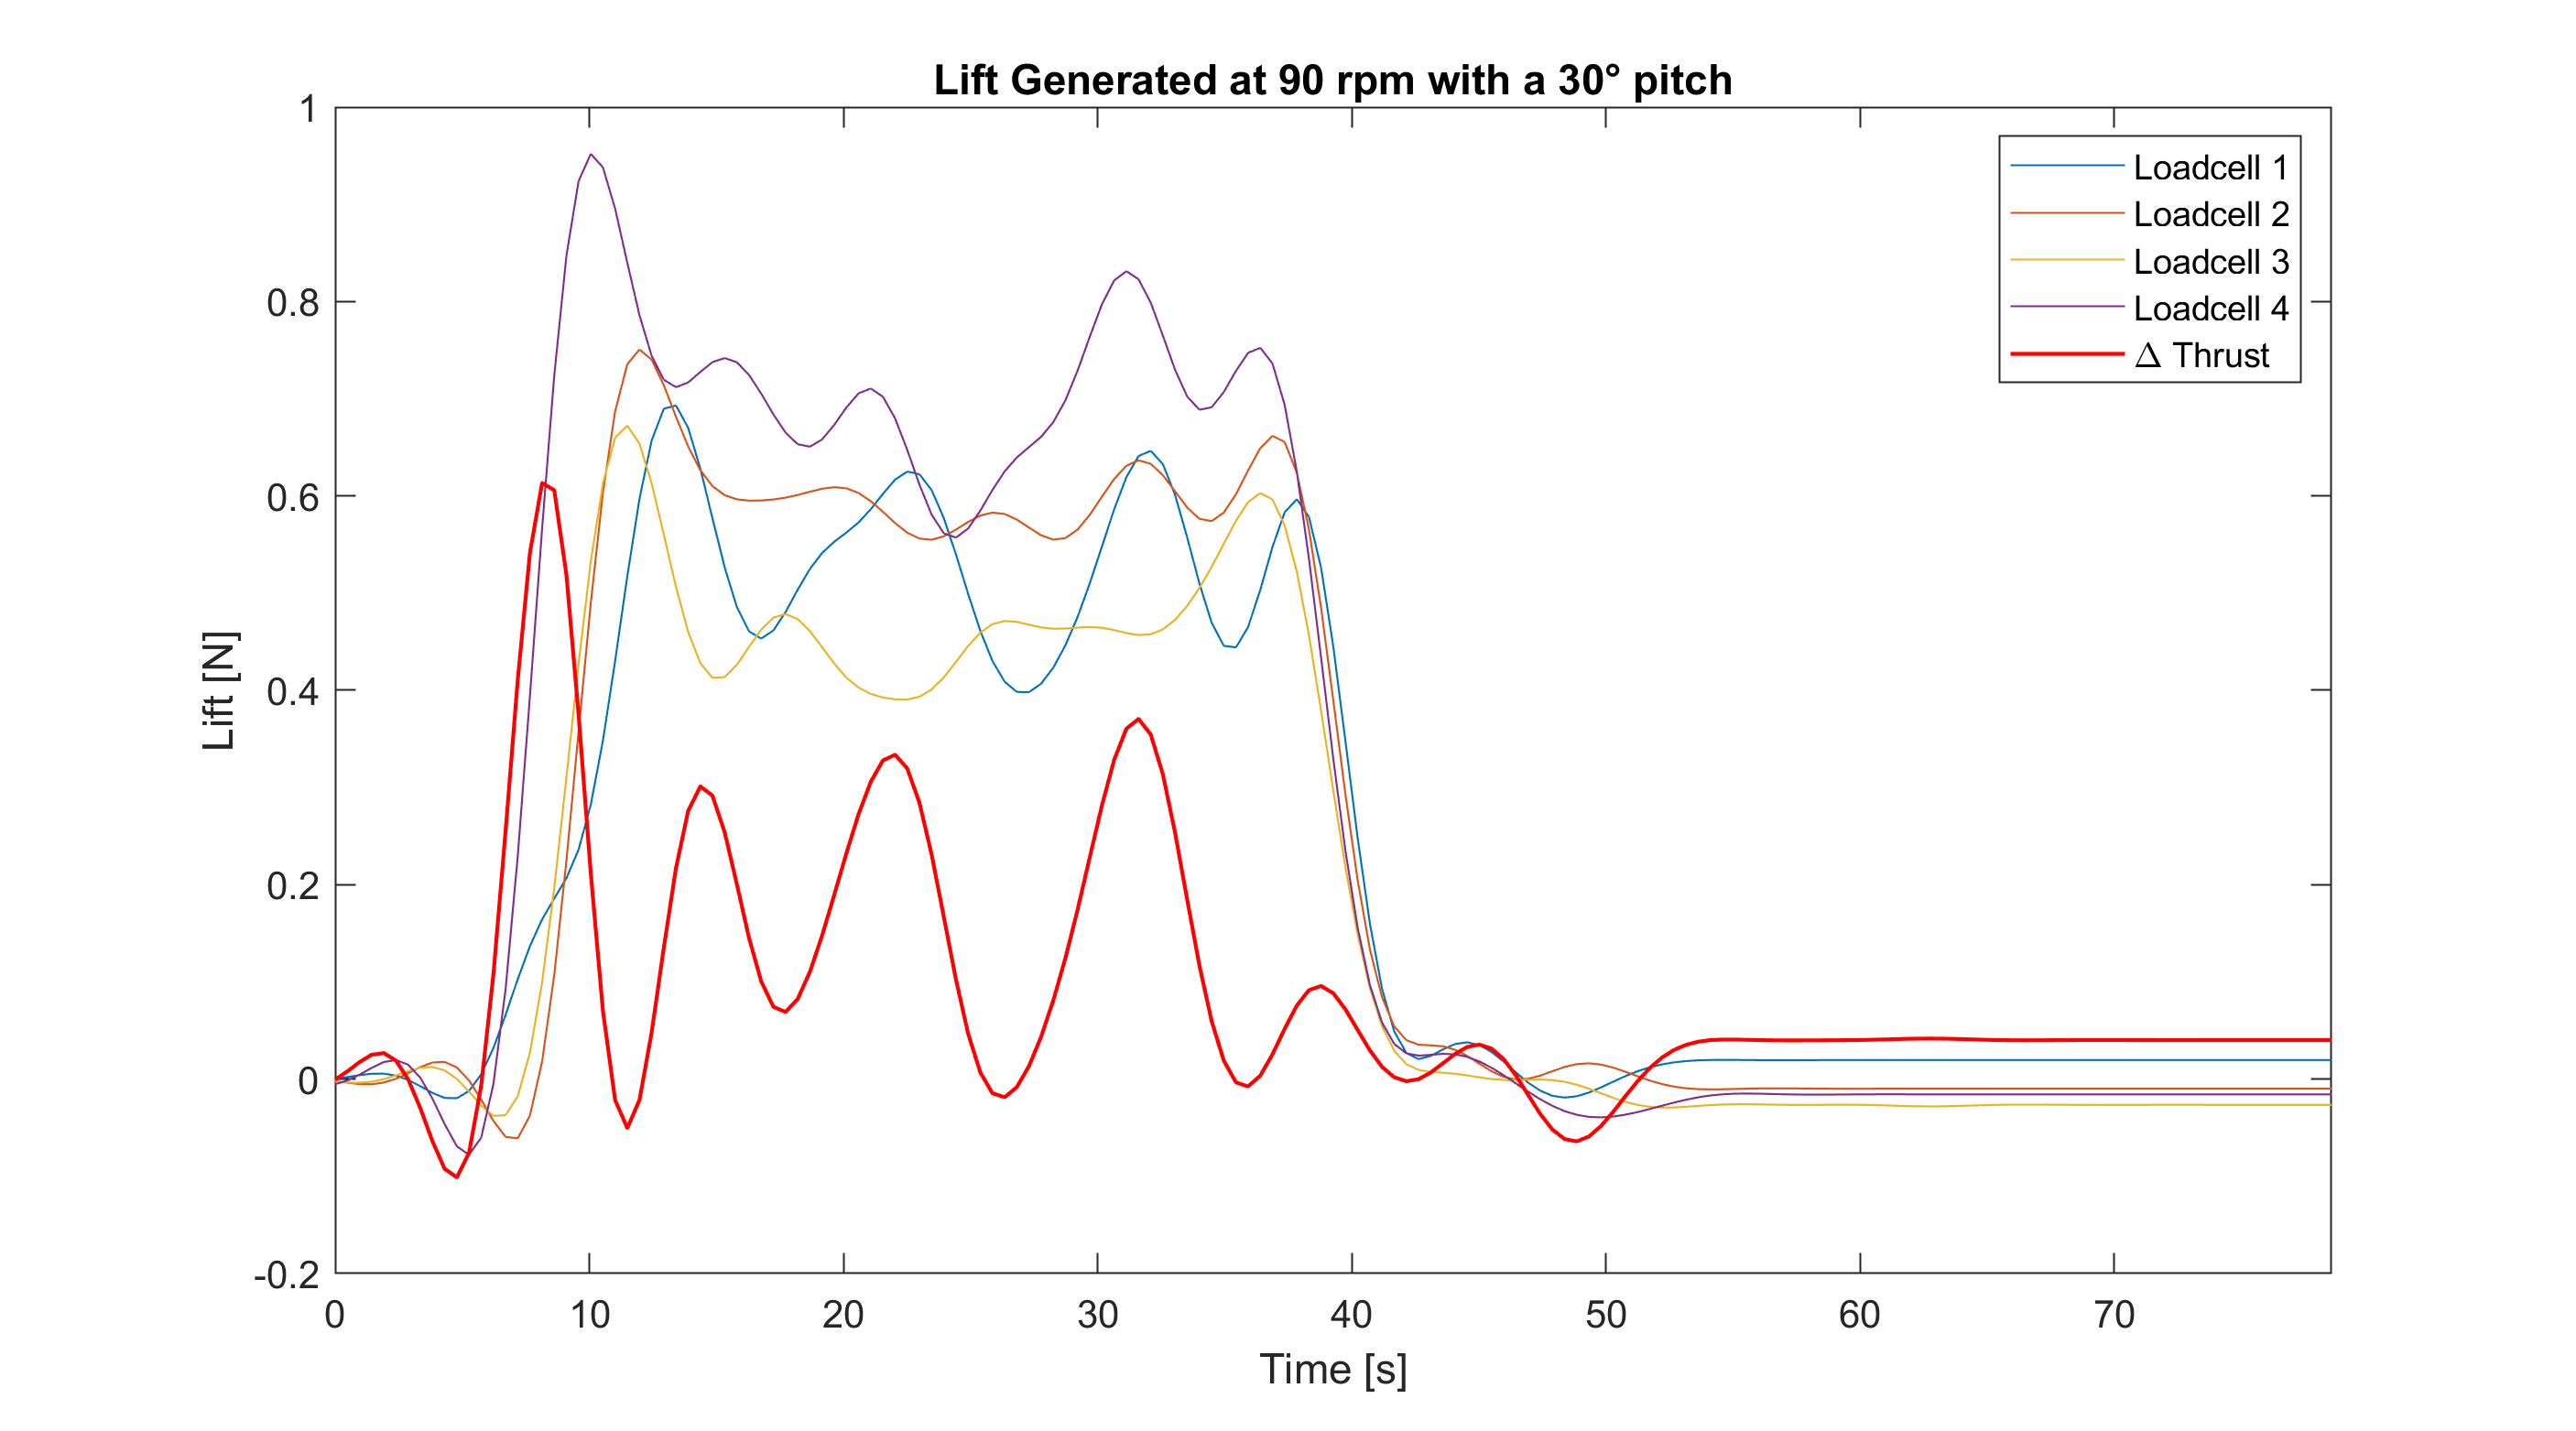 Lift Generated at 90 rpm with a 30° pitch
1
0.8
0.6
0.4
0.2
0
-0.2
Lift [N]
0 10 20 30 40 50 60 70
Time [s]
Loadcell 1
Loadcell 2
Loadcell 3
Loadcell 4
Δ Thrust